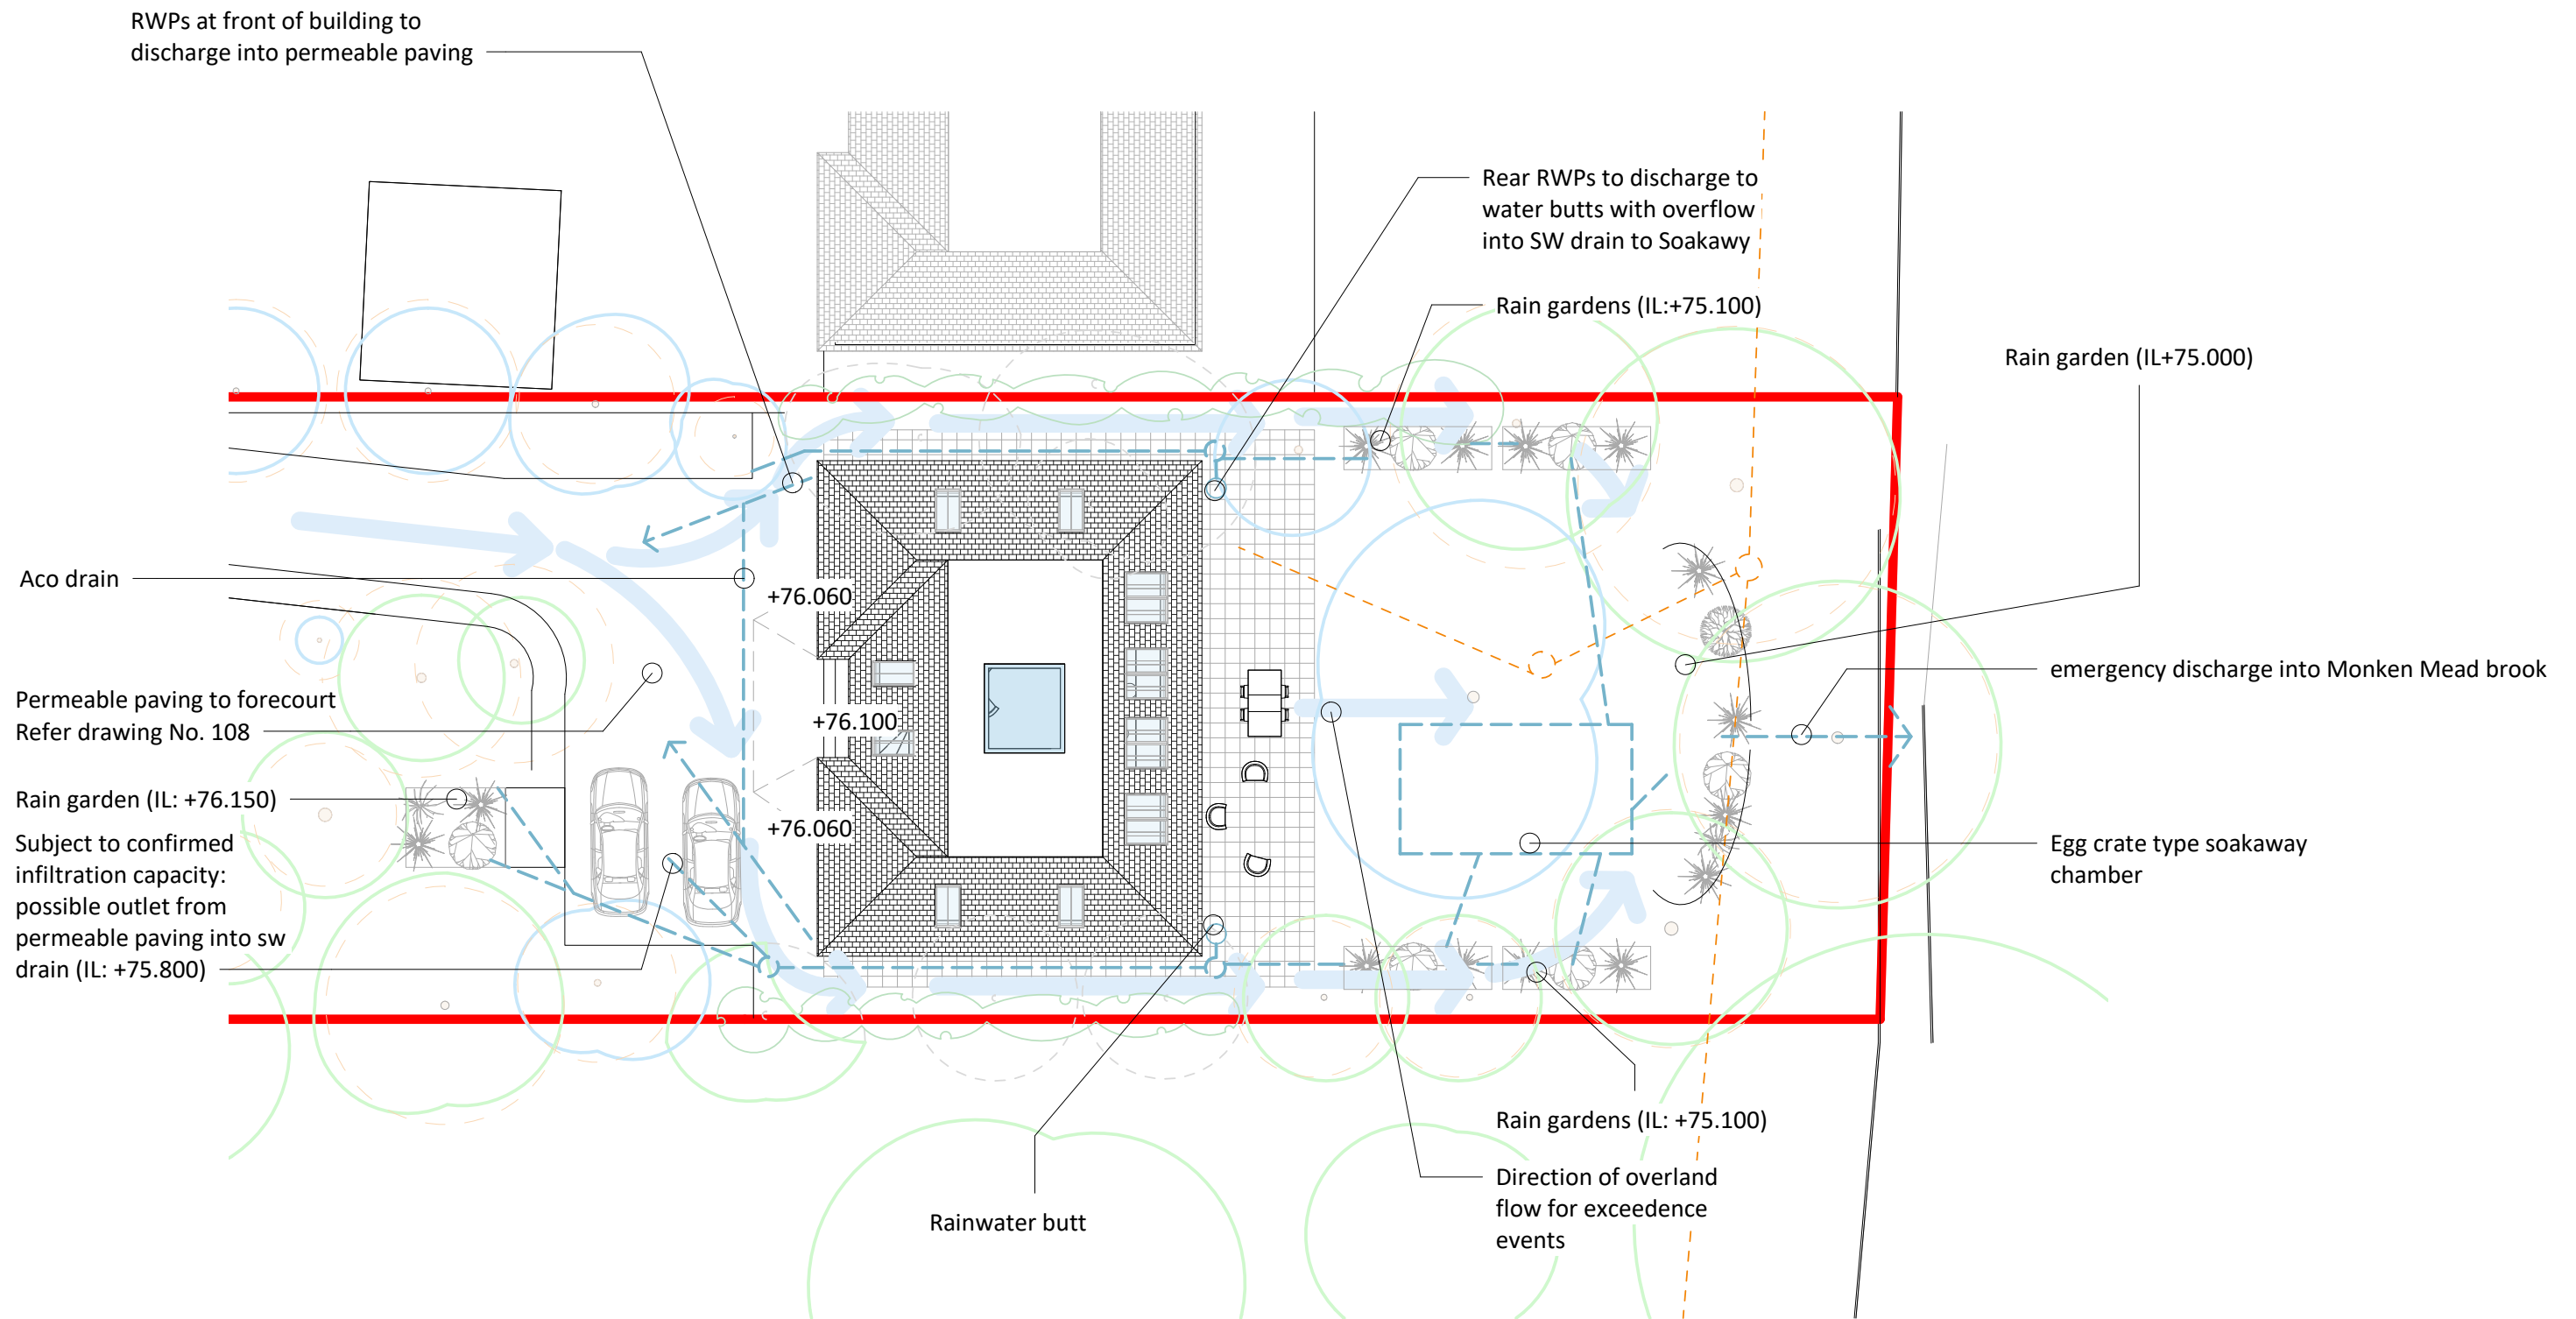 RWPs at front of building to
discharge into permeable paving
Rear RWPs to discharge to
water butts with overflow
into SW drain to Soakawy
Rain gardens (IL:+75.100)
Rain garden (IL+75.000)
Aco drain
+76.060
emergency discharge into Monken Mead brook
Permeable paving to forecourt
Refer drawing No. 108
+76.100
Rain garden (IL: +76.150)
+76.060
Subject to confirmed
infiltration capacity:
possible outlet from
permeable paving into sw
drain (IL: +75.800)
Egg crate type soakaway
chamber
Rain gardens (IL: +75.100)
Direction of overland
flow for exceedence
events
Rainwater butt